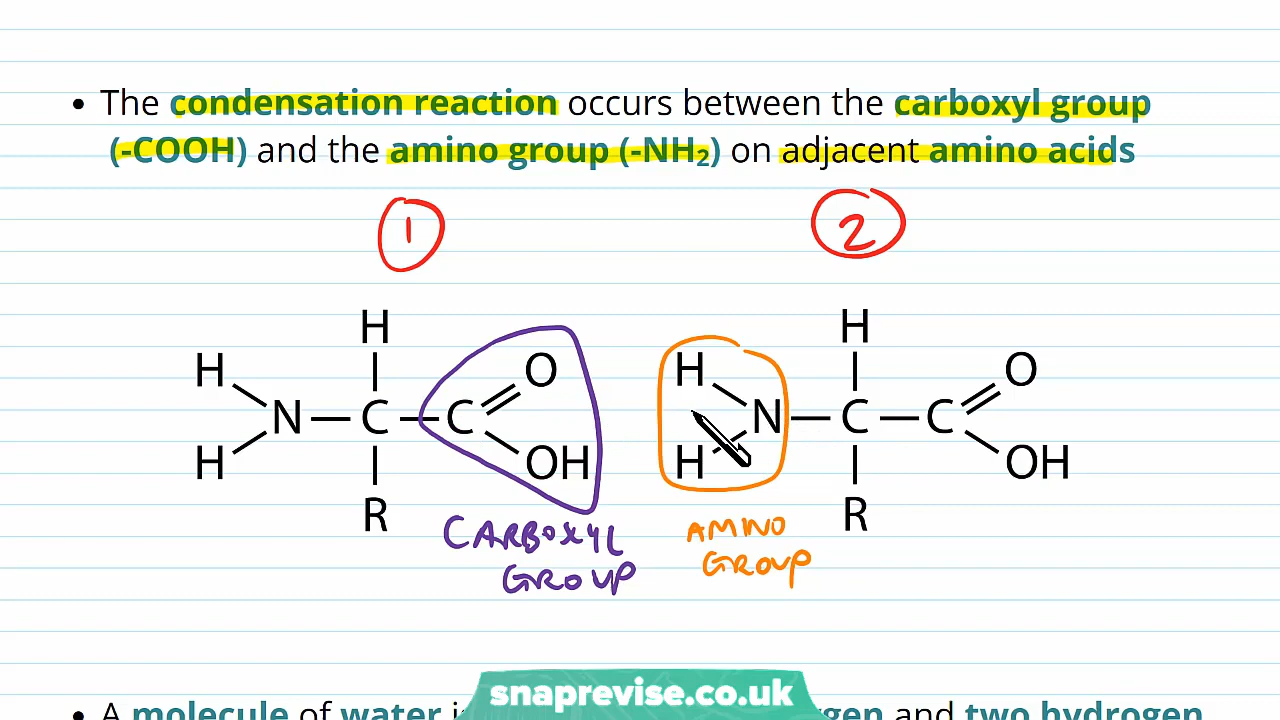 • The condensation reaction occurs between the carboxyl group
(-COOH) and the amino group (-NH₂) on adjacent amino acids
1 2
H H
H O H O
N C C N C C
H OH H OH
R R
CARBOXYL AMINO
GROUP GROUP
snaprevise.co.uk
• A molecule of water and two hydrogen